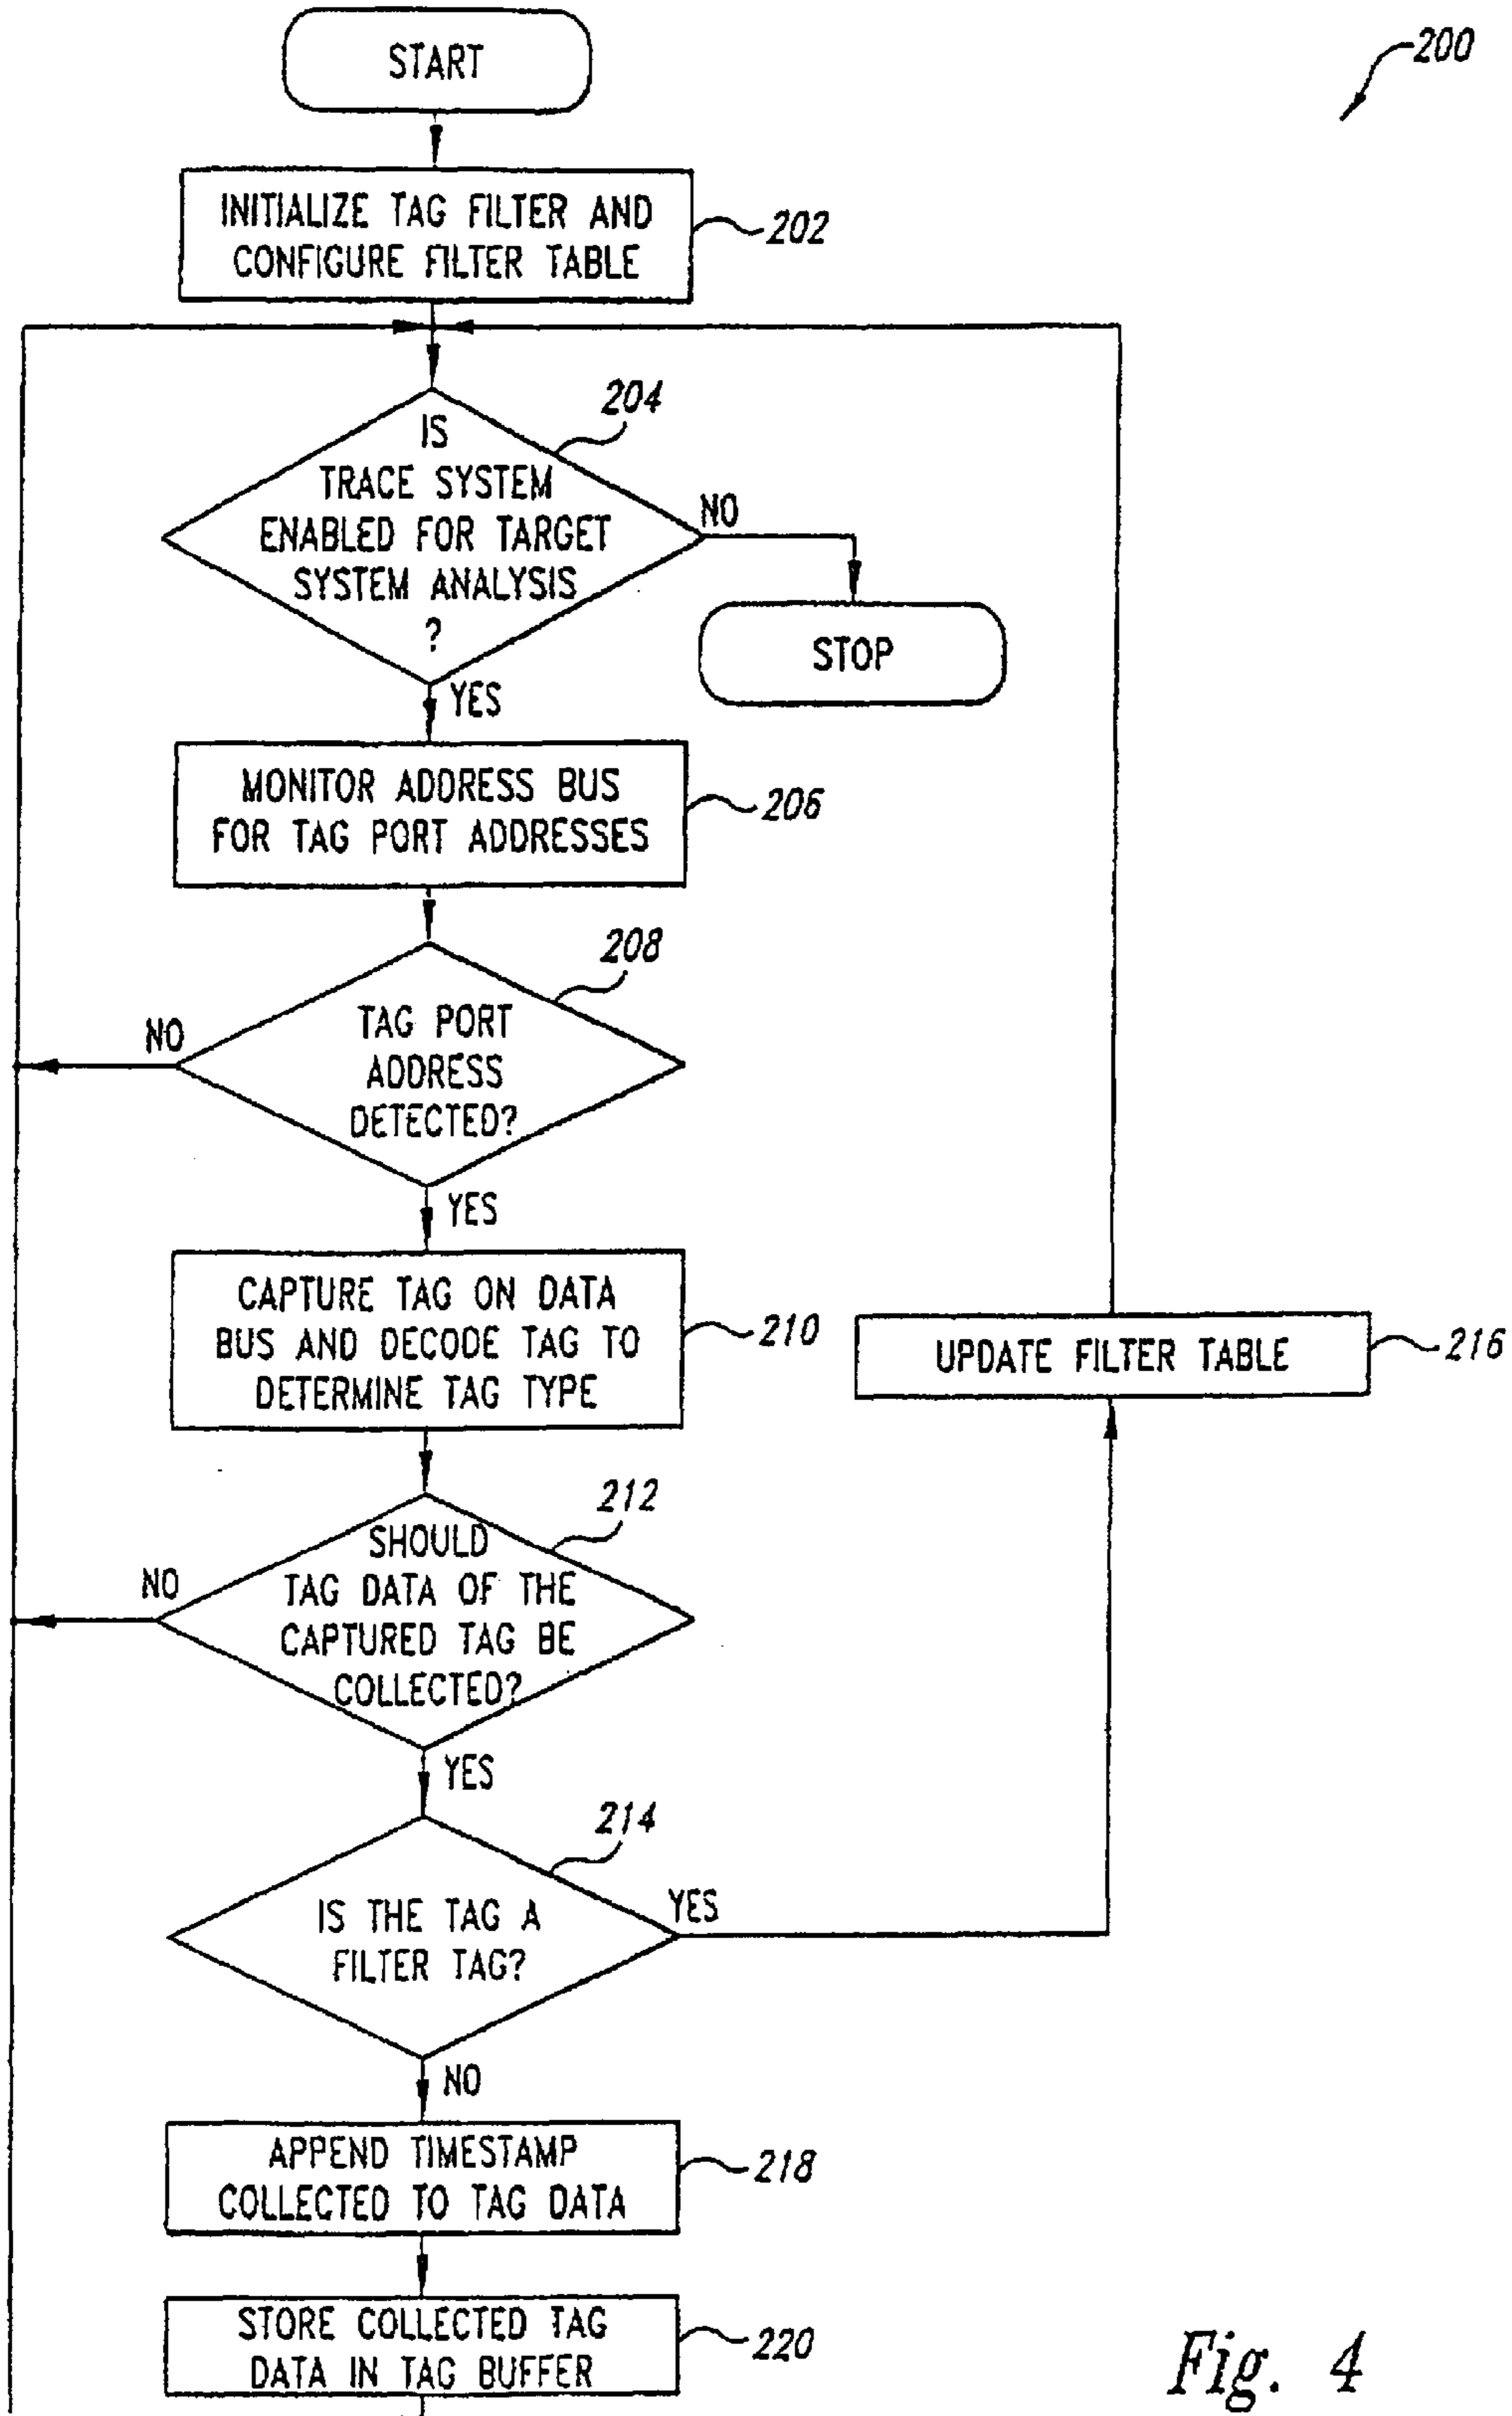 START
200
INITIALIZE TAG FILTER AND
CONFIGURE FILTER TABLE
202
204
IS
TRACE SYSTEM
ENABLED FOR TARGET
SYSTEM ANALYSIS
?
NO
STOP
YES
MONITOR ADDRESS BUS
FOR TAG PORT ADDRESSES
206
208
TAG PORT
ADDRESS
DETECTED?
NO
YES
CAPTURE TAG ON DATA
BUS AND DECODE TAG TO
DETERMINE TAG TYPE
210
UPDATE FILTER TABLE
216
212
SHOULD
TAG DATA OF THE
CAPTURED TAG BE
COLLECTED?
NO
YES
214
IS THE TAG A
FILTER TAG?
YES
NO
APPEND TIMESTAMP
COLLECTED TO TAG DATA
218
STORE COLLECTED TAG
DATA IN TAG BUFFER
220
Fig. 4